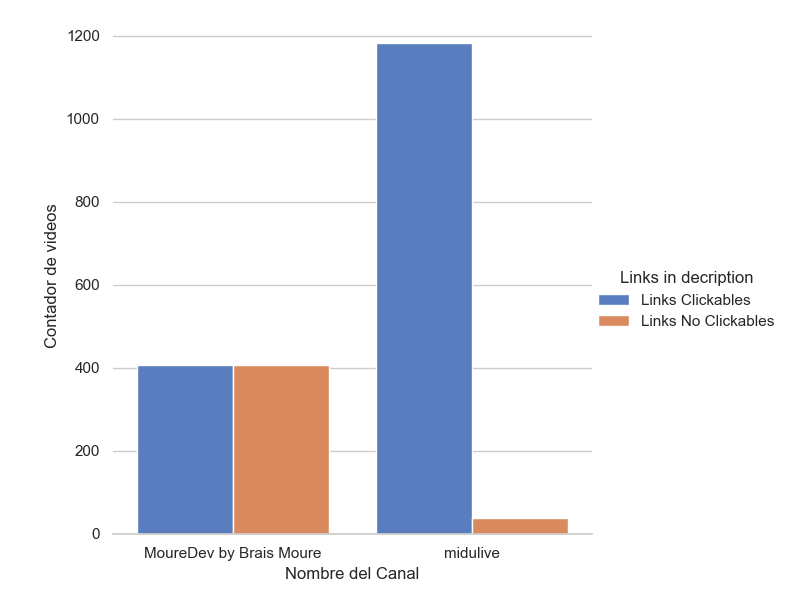 1200
1000
800
600
400
200
0
Contador de videos
MoureDev by Brais Moure
midulive
Nombre del Canal
Links in decription
Links Clickables
Links No Clickables